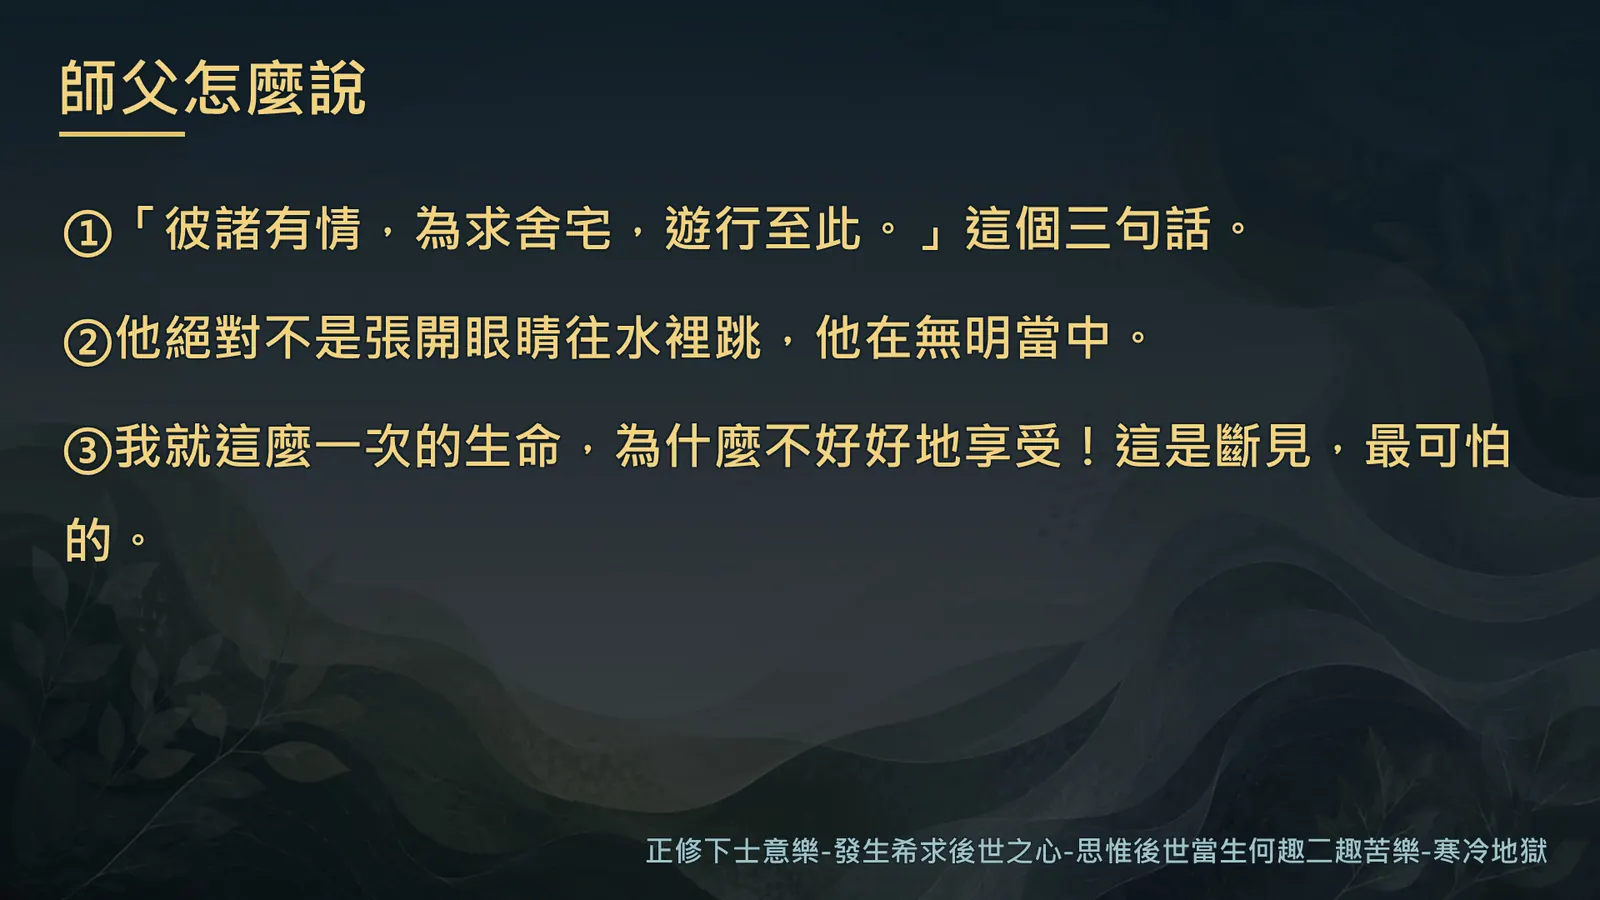 師父怎麼說
①「彼諸有情，為求舍宅，遊行至此。」這個三句話。
②他絕對不是張開眼睛往水裡跳，他在無明當中。
③我就這麼一次的生命，為什麼不好好地享受！這是斷見，最可怕
的。
正修下士意樂-發生希求後世之心-思惟後世當生何趣二趣苦樂-寒冷地獄